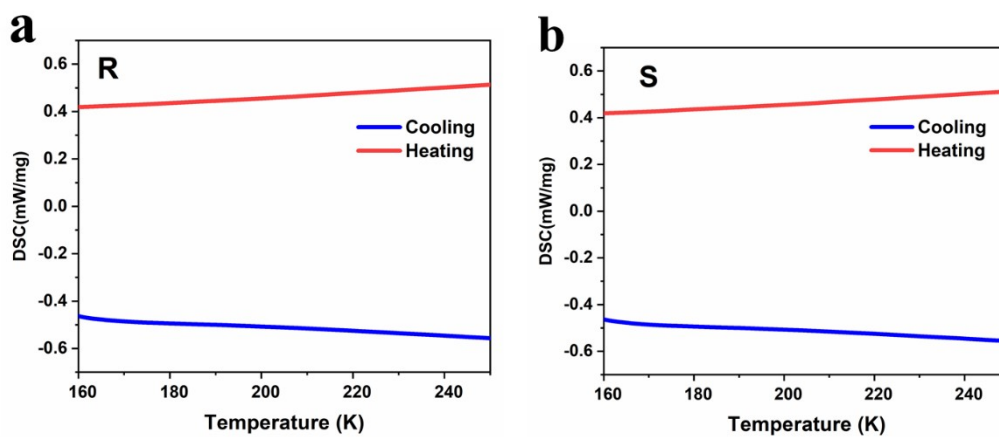 a
R
Cooling
Heating
DSC(mW/mg)
0.6
0.4
0.2
0.0
-0.2
-0.4
-0.6
160 180 200 220 240
Temperature (K)
b
S
Cooling
Heating
DSC(mW/mg)
0.6
0.4
0.2
0.0
-0.2
-0.4
-0.6
160 180 200 220 240
Temperature (K)